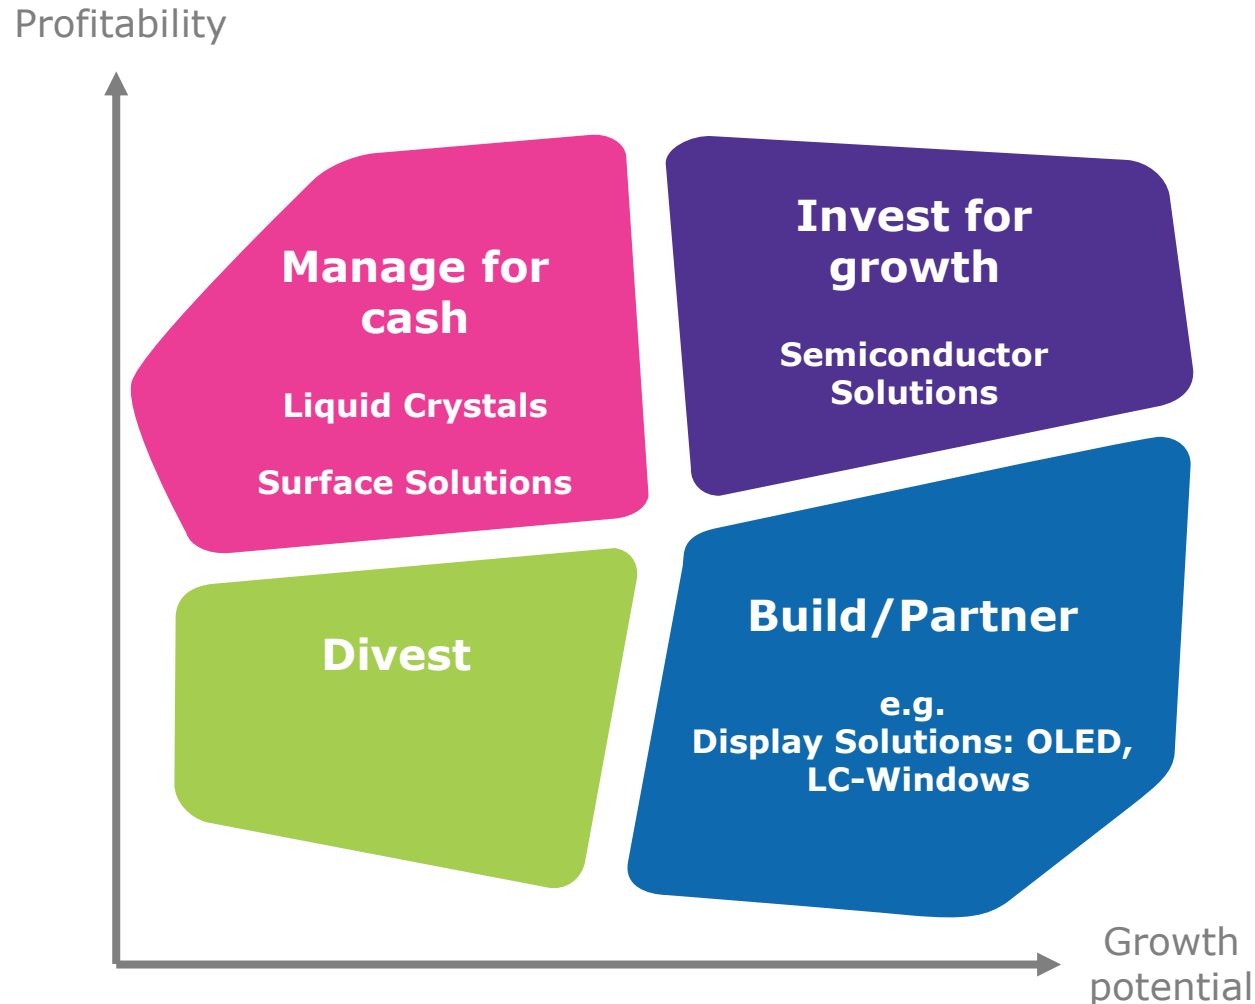 Profitability
Manage for
cash
Liquid Crystals
Surface Solutions
Invest for
growth
Semiconductor
Solutions
Divest
Build/Partner
e.g.
Display Solutions: OLED,
LC–Windows
Growth
potential